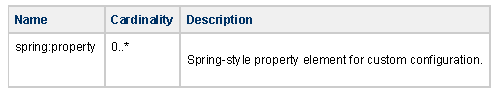 Name Cardinality Description
spring:property 0..* Spring-style property element for custom configuration.